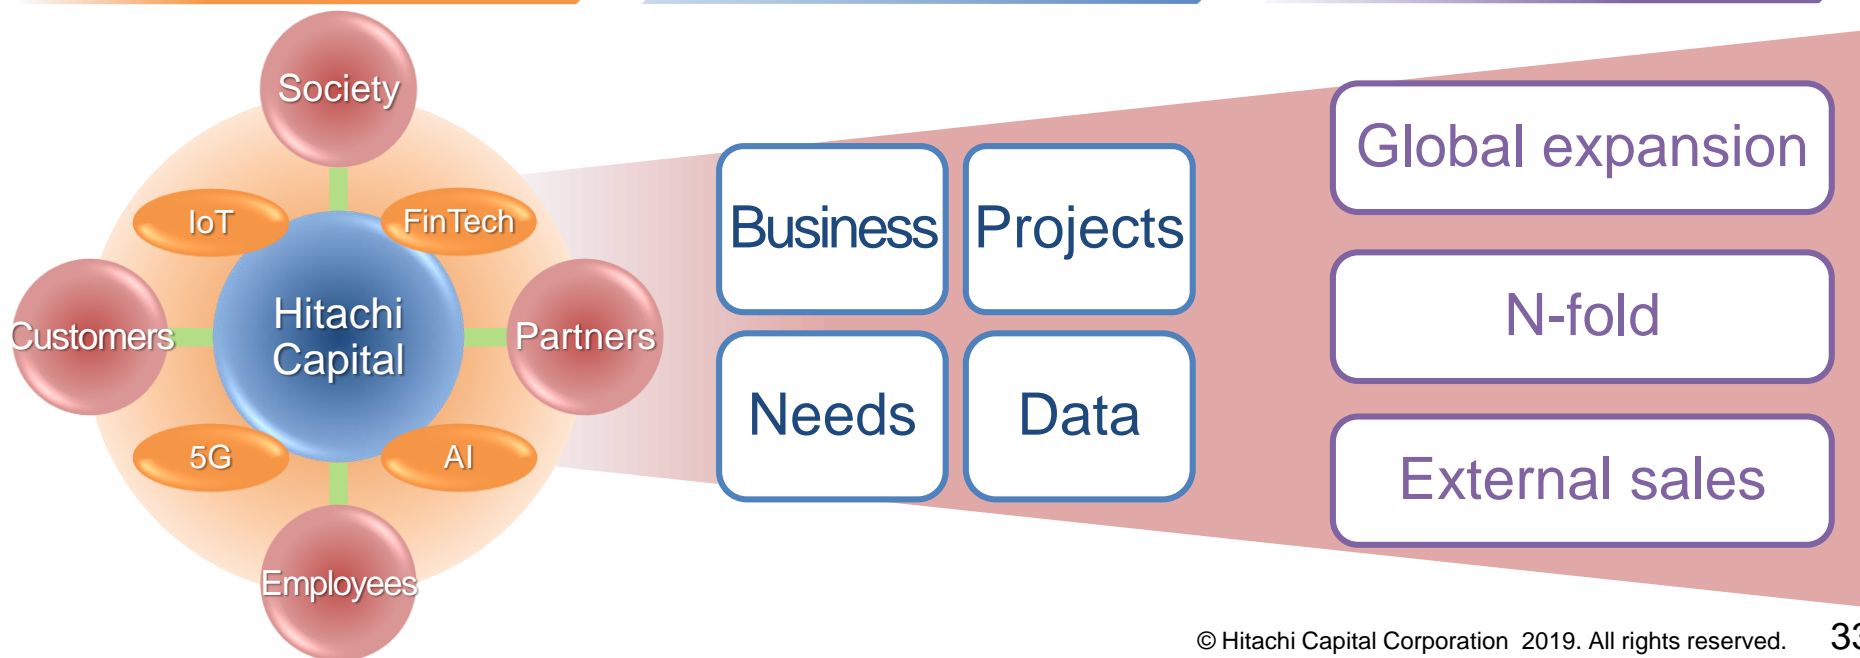 Society
IoT
FinTech
Customers
Hitachi
Capital
Partners
5G
AI
Employees
Business
Projects
Needs
Data
Global expansion
N-fold
External sales
© Hitachi Capital Corporation 2019. All rights reserved.
33